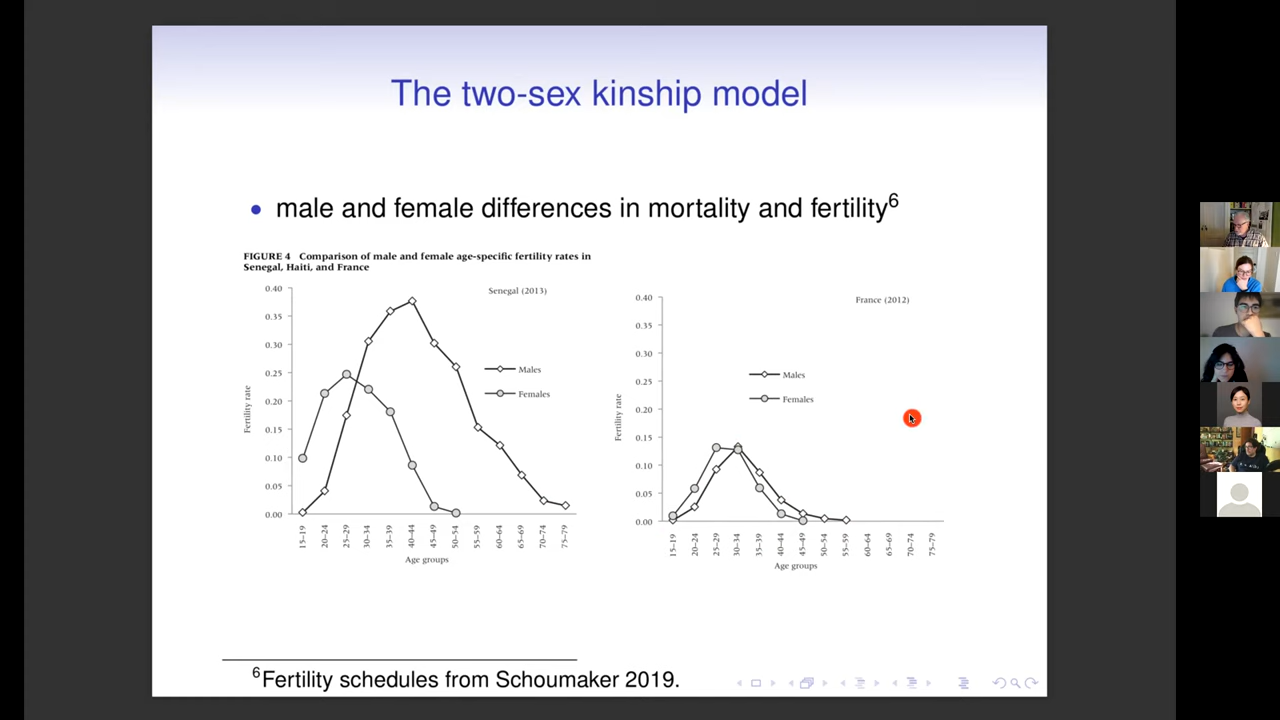 The two-sex kinship model
• male and female differences in mortality and fertility⁶
FIGURE 4 Comparison of male and female age-specific fertility rates in
Senegal, Haiti, and France
Senegal (2013)
0.40
0.35
0.30
0.25
0.20
0.15
0.10
0.05
0.00
Fertility rate
Males
Females
15–19
20–24
25–29
30–34
35–39
40–44
45–49
50–54
55–59
60–64
65–69
70–74
75–79
Age groups
France (2012)
0.40
0.35
0.30
0.25
0.20
0.15
0.10
0.05
0.00
Fertility rate
Males
Females
15–19
20–24
25–29
30–34
35–39
40–44
45–49
50–54
55–59
60–64
65–69
70–74
75–79
Age groups
⁶Fertility schedules from Schoumaker 2019.